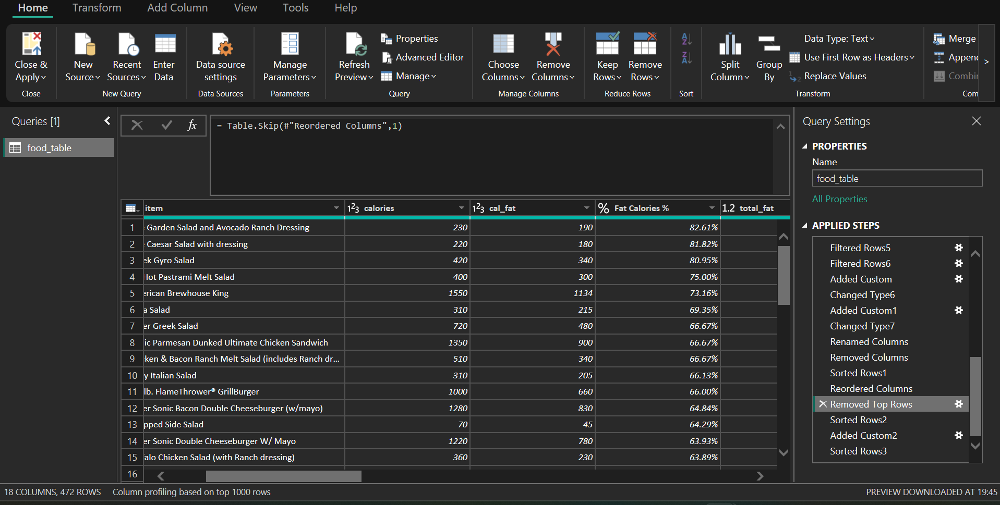 Home Transform Add Column View Tools Help
Close & Apply
New Source
Recent Sources
Enter Data
Data source settings
Manage Parameters
Refresh Preview
Properties
Advanced Editor
Manage
Choose Columns
Remove Columns
Keep Rows
Remove Rows
Split Column
Group By
Data Type: Text
Use First Row as Headers
Replace Values
Merge
Appen
Combi
Close New Query Data Sources Parameters Query Manage Columns Reduce Rows Sort Transform Com
Queries [1]
food_table
fx
= Table.Skip(#"Reordered Columns",1)
item 123 calories 123 cal_fat % Fat Calories % 1.2 total_fat
1 Garden Salad and Avocado Ranch Dressing 230 190 82.61%
2 Caesar Salad with dressing 220 180 81.82%
3 ek Gyro Salad 420 340 80.95%
4 Hot Pastrami Melt Salad 400 300 75.00%
5 erican Brewhouse King 1550 1134 73.16%
6 a Salad 310 215 69.35%
7 er Greek Salad 720 480 66.67%
8 ic Parmesan Dunked Ultimate Chicken Sandwich 1350 900 66.67%
9 ken & Bacon Ranch Melt Salad (includes Ranch dr... 510 340 66.67%
10 y Italian Salad 310 205 66.13%
11 lb. FlameThrower® GrillBurger 1000 660 66.00%
12 er Sonic Bacon Double Cheeseburger (w/mayo) 1280 830 64.84%
13 pped Side Salad 70 45 64.29%
14 er Sonic Double Cheeseburger W/ Mayo 1220 780 63.93%
15 alo Chicken Salad (with Ranch dressing) 360 230 63.89%
16
Query Settings
PROPERTIES
Name
food_table
All Properties
APPLIED STEPS
Filtered Rows5
Filtered Rows6
Added Custom
Changed Type6
Added Custom1
Changed Type7
Renamed Columns
Removed Columns
Sorted Rows1
Reordered Columns
Removed Top Rows
Sorted Rows2
Added Custom2
Sorted Rows3
18 COLUMNS, 472 ROWS Column profiling based on top 1000 rows PREVIEW DOWNLOADED AT 19:45